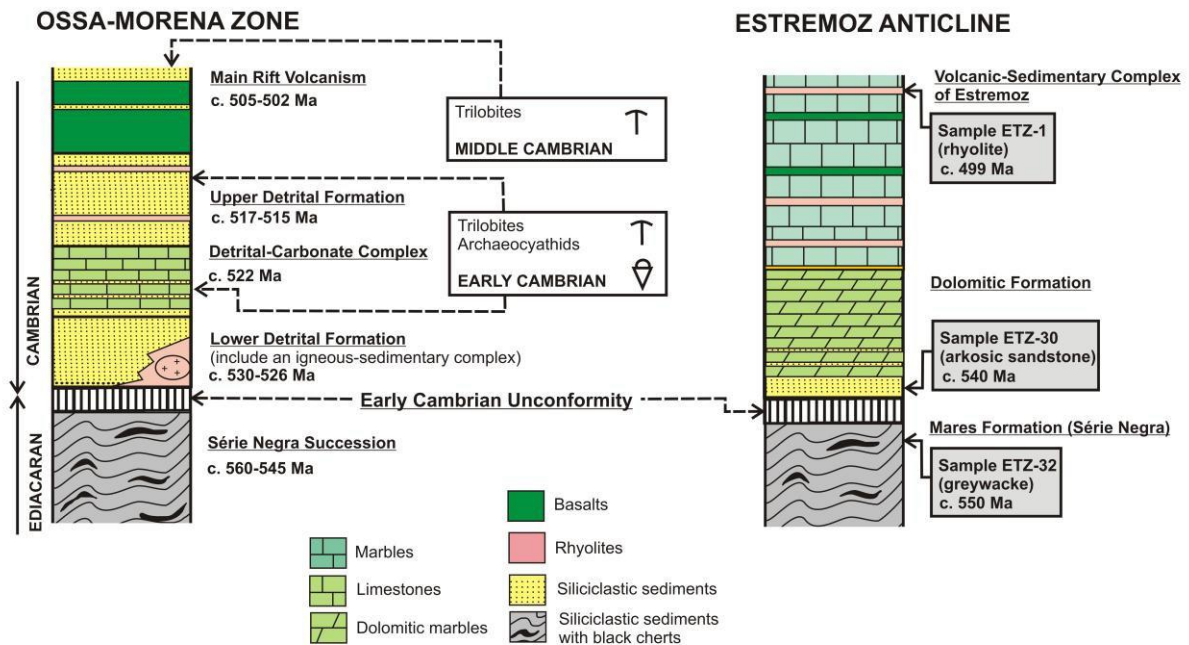 OSSA-MORENA ZONE
ESTREMOZ ANTICLINE
Main Rift Volcanism
c. 505-502 Ma
Trilobites
MIDDLE CAMBRIAN
Upper Detrital Formation
c. 517-515 Ma
Detrital-Carbonate Complex
c. 522 Ma
Trilobites
Archaeocyathids
EARLY CAMBRIAN
Lower Detrital Formation
(include an igneous-sedimentary complex)
c. 530-526 Ma
Early Cambrian Unconformity
Série Negra Succession
c. 560-545 Ma
CAMBRIAN
EDIACARAN
Volcanic-Sedimentary Complex
of Estremoz
Sample ETZ-1
(rhyolite)
c. 499 Ma
Dolomitic Formation
Sample ETZ-30
(arkosic sandstone)
c. 540 Ma
Mares Formation (Série Negra)
Sample ETZ-32
(greywacke)
c. 550 Ma
Marbles
Limestones
Dolomitic marbles
Basalts
Rhyolites
Siliciclastic sediments
Siliciclastic sediments
with black cherts